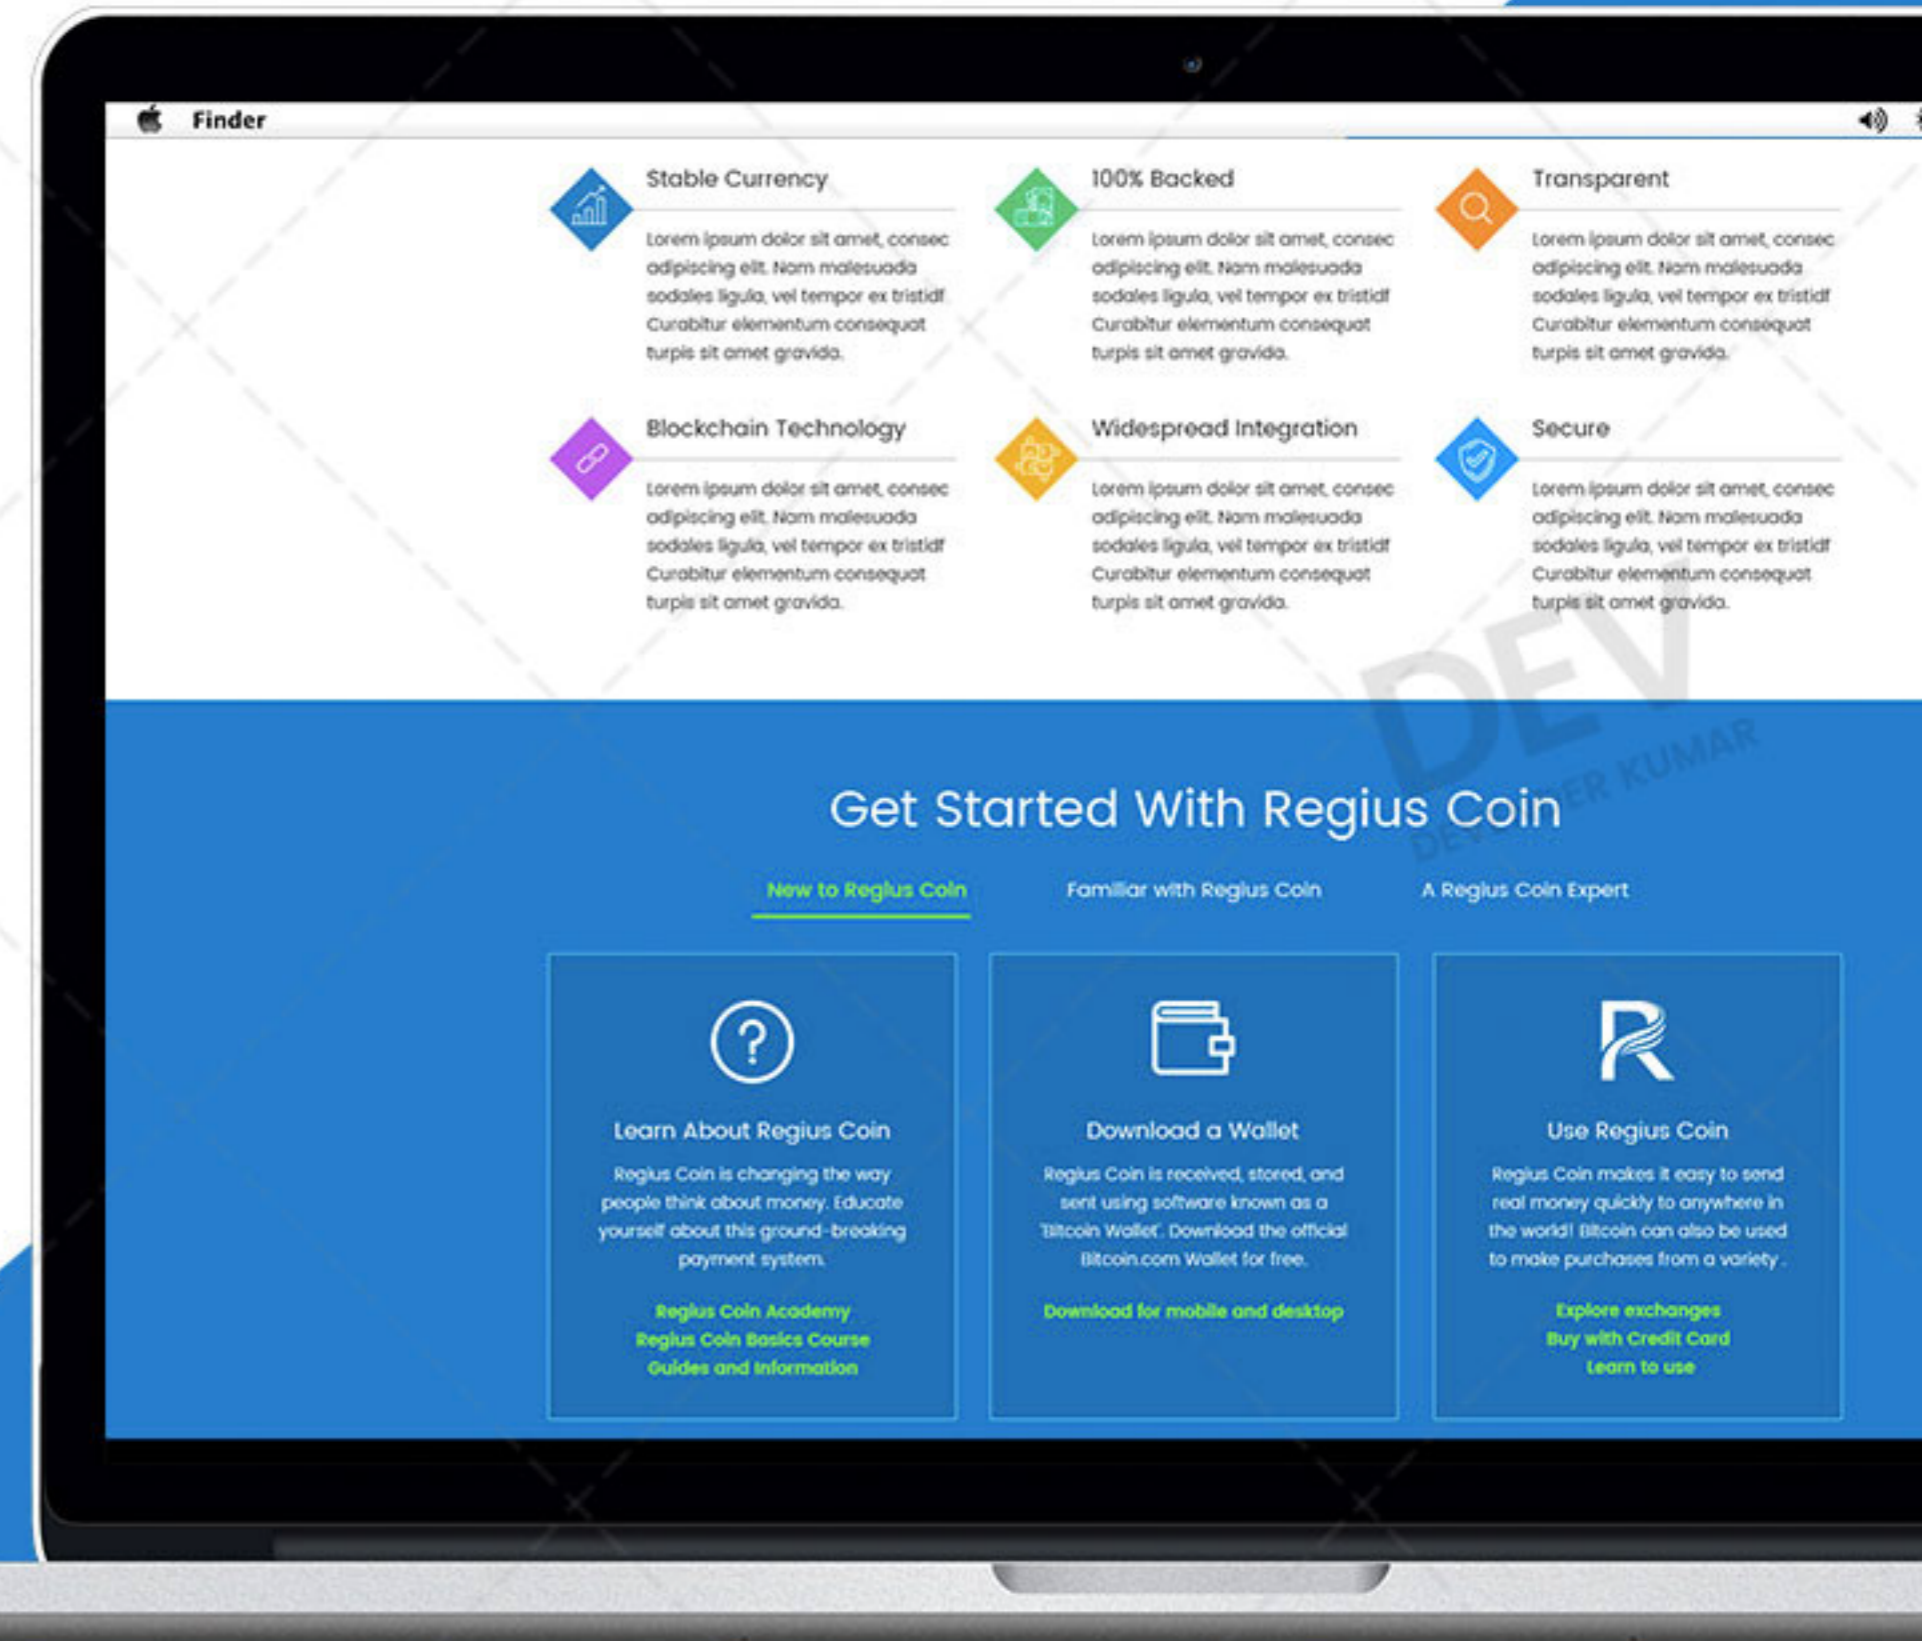 Finder
Stable Currency
Lorem ipsum dolor sit amet, consec
adipiscing elit. Nam malesuada
sodales ligula, vel tempor ex tristidf
Curabitur elementum consequat
turpis sit amet gravida.
100% Backed
Lorem ipsum dolor sit amet, consec
adipiscing elit. Nam malesuada
sodales ligula, vel tempor ex tristidf
Curabitur elementum consequat
turpis sit amet gravida.
Transparent
Lorem ipsum dolor sit amet, consec
adipiscing elit. Nam malesuada
sodales ligula, vel tempor ex tristidf
Curabitur elementum consequat
turpis sit amet gravida.
Blockchain Technology
Lorem ipsum dolor sit amet, consec
adipiscing elit. Nam malesuada
sodales ligula, vel tempor ex tristidf
Curabitur elementum consequat
turpis sit amet gravida.
Widespread Integration
Lorem ipsum dolor sit amet, consec
adipiscing elit. Nam malesuada
sodales ligula, vel tempor ex tristidf
Curabitur elementum consequat
turpis sit amet gravida.
Secure
Lorem ipsum dolor sit amet, consec
adipiscing elit. Nam malesuada
sodales ligula, vel tempor ex tristidf
Curabitur elementum consequat
turpis sit amet gravida.
DEV
KUMAR
Get Started With Regius Coin
New to Regius Coin
Familiar with Regius Coin
A Regius Coin Expert
Learn About Regius Coin
Regius Coin is changing the way
people think about money. Educate
yourself about this ground-breaking
payment system.
Regius Coin Academy
Regius Coin Basics Course
Guides and Information
Download a Wallet
Regius Coin is received, stored, and
sent using software known as a
'Bitcoin Wallet'. Download the official
Bitcoin.com Wallet for free.
Download for mobile and desktop
R
Use Regius Coin
Regius Coin makes it easy to send
real money quickly to anywhere in
the world! Bitcoin can also be used
to make purchases from a variety .
Explore exchanges
Buy with Credit Card
Learn to use